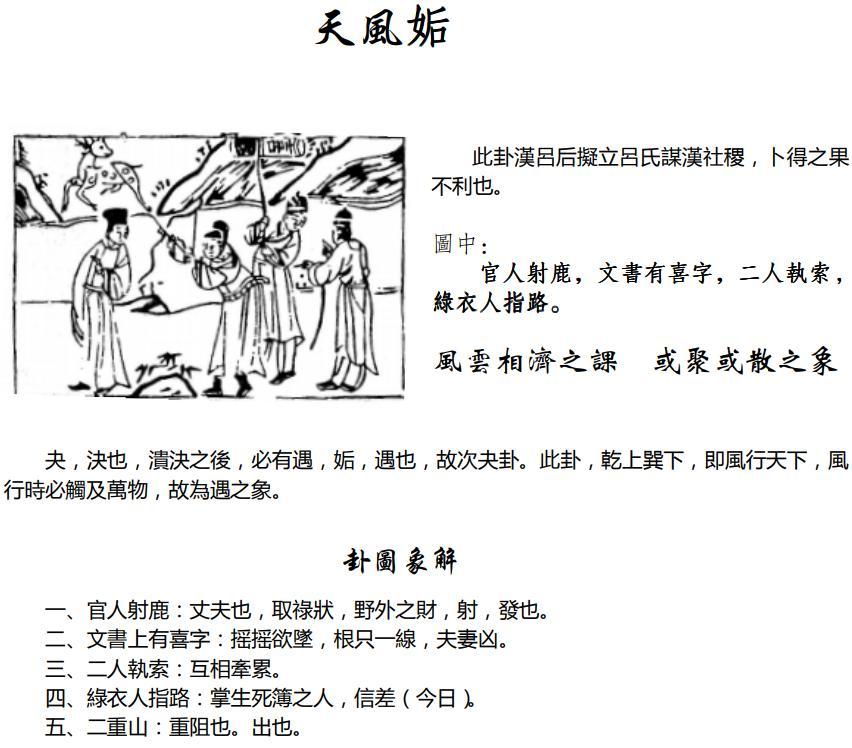 天風姤
此卦漢呂后擬立呂氏謀漢社稷，卜得之果
不利也。
圖中：
官人射鹿，文書有喜字，二人執索，
綠衣人指路。
風雲相濟之課　或聚或散之象
夬，決也，潰決之後，必有遇，姤，遇也，故次夬卦。此卦，乾上巽下，即風行天下，風
行時必觸及萬物，故為遇之象。
卦圖象解
一、官人射鹿：丈夫也，取祿狀，野外之財，射，發也。
二、文書上有喜字：搖搖欲墜，根只一線，夫妻凶。
三、二人執索：互相牽累。
四、綠衣人指路：掌生死簿之人，信差（今日）。
五、二重山：重阻也。出也。